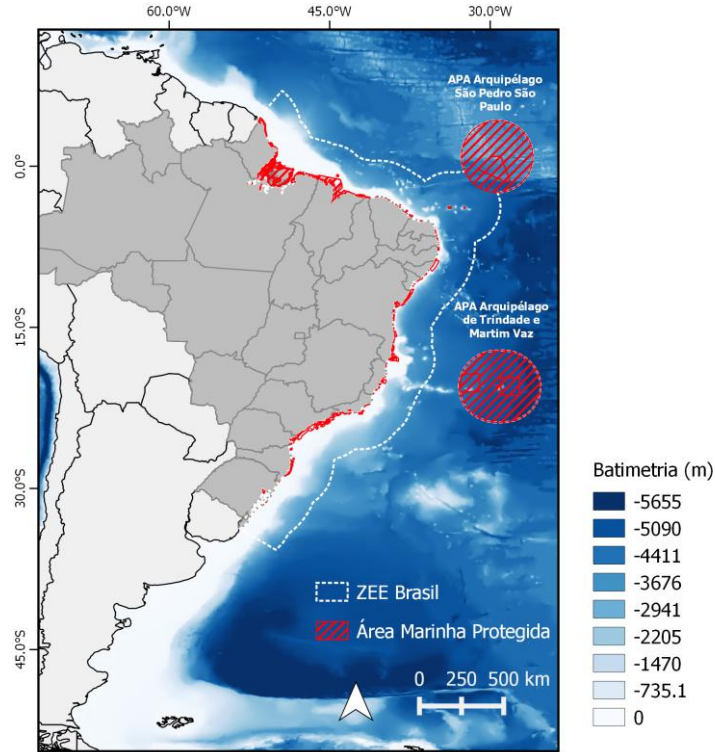 60.0°W 45.0°W 30.0°W
APA Arquipélago
São Pedro São
Paulo
0.0°
APA Arquipélago
de Trindade e
Martim Vaz
15.0°S
30.0°S
45.0°S
ZEE Brasil
Área Marinha Protegida
0 250 500 km
Batimetria (m)
-5655
-5090
-4411
-3676
-2941
-2205
-1470
-735.1
0